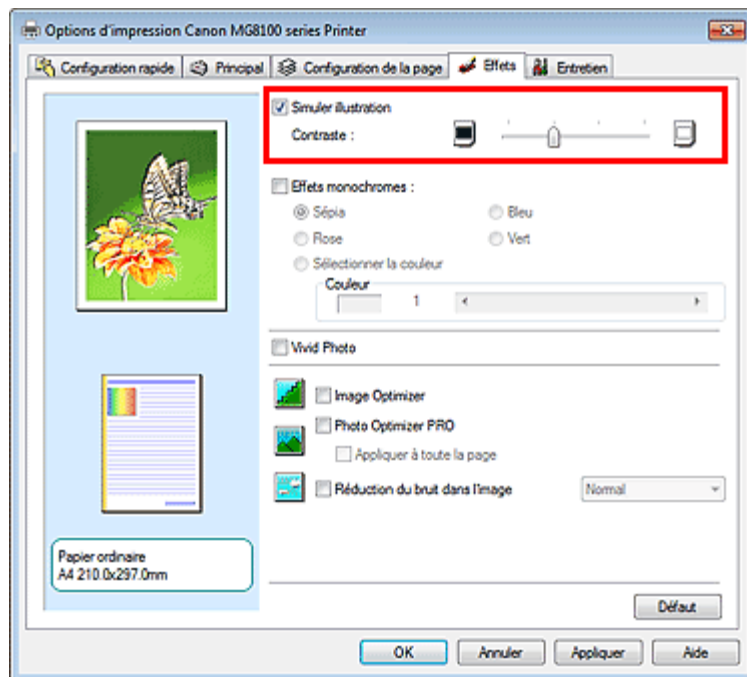 Options d'impression Canon MG8100 series Printer
Configuration rapide Principal Configuration de la page Effets Entretien
Simuler illustration
Contraste :
Effets monochromes :
Sépia Bleu
Rose Vert
Sélectionner la couleur
Couleur
1
Vivid Photo
Image Optimizer
Photo Optimizer PRO
Appliquer à toute la page
Réduction du bruit dans l'image Normal
Papier ordinaire
A4 210.0x297.0mm
Défaut
OK Annuler Appliquer Aide